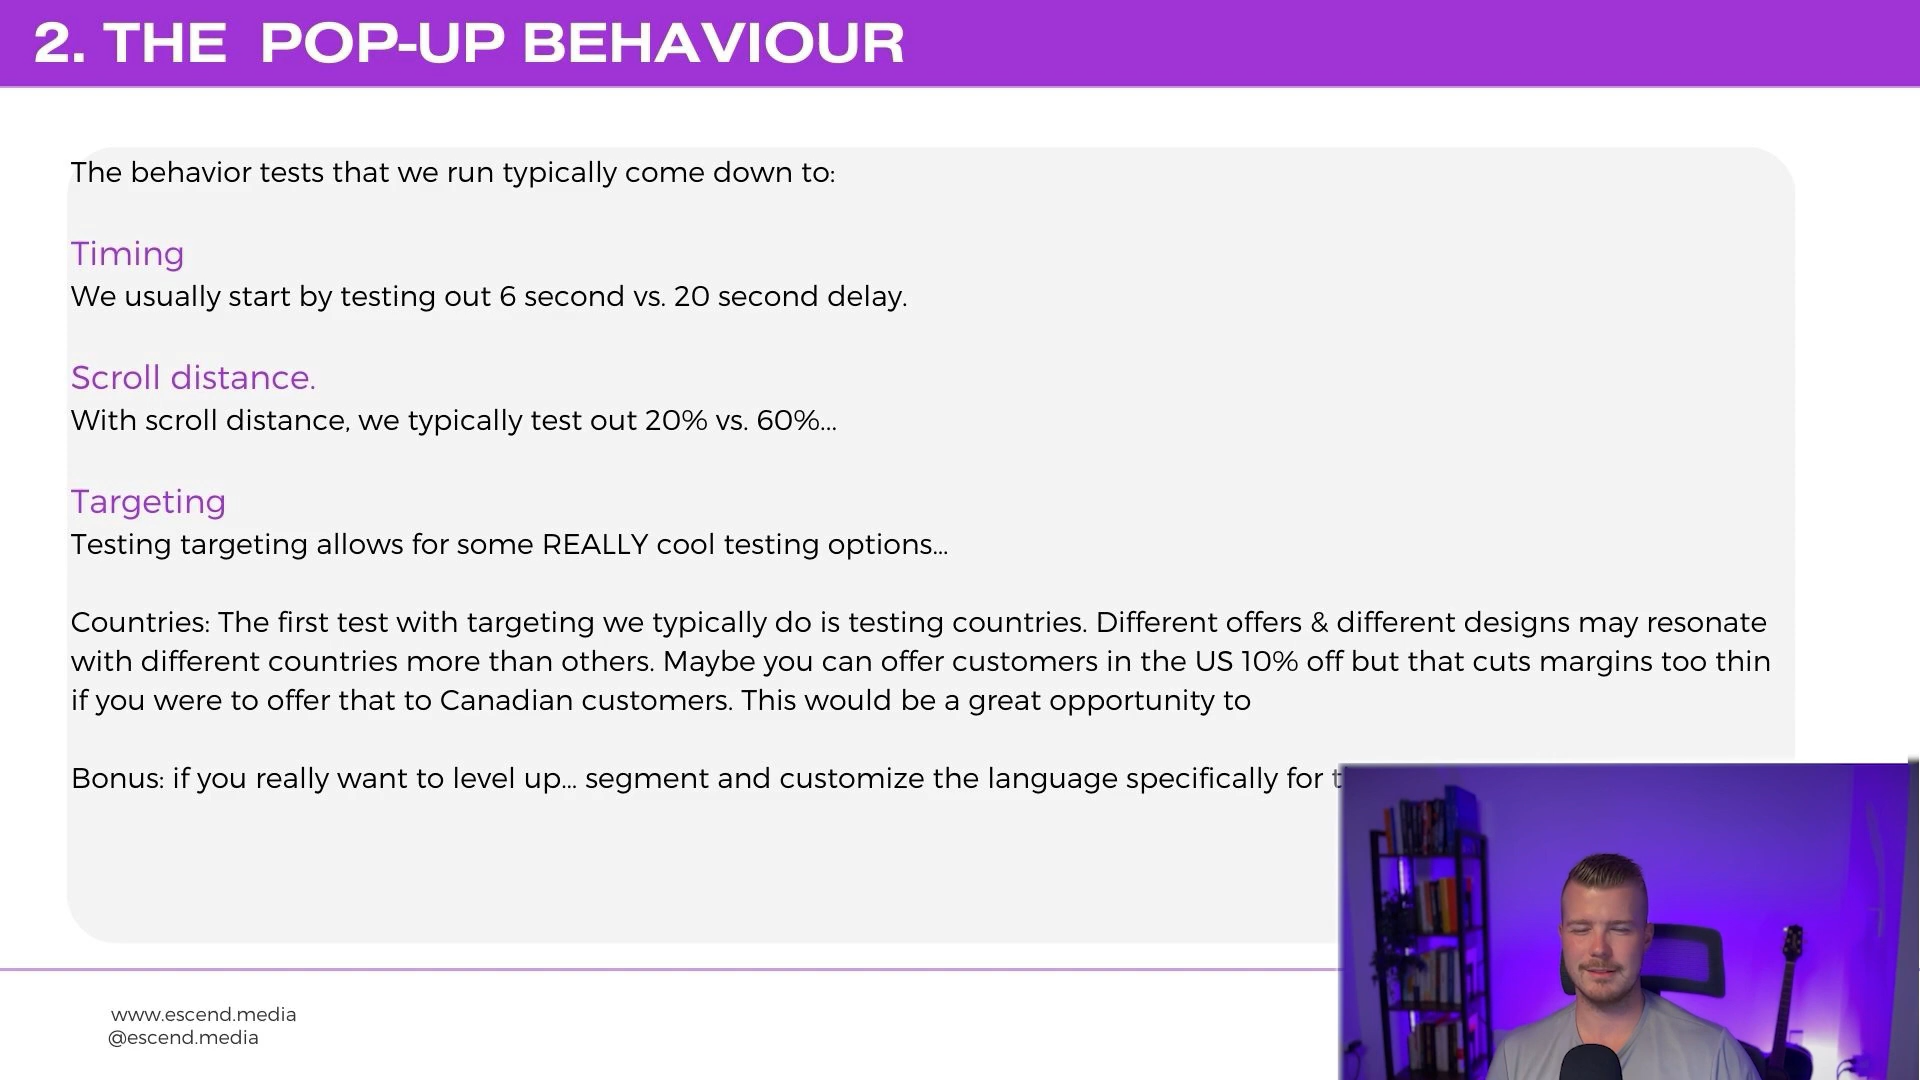 2. THE POP-UP BEHAVIOUR
The behavior tests that we run typically come down to:
Timing
We usually start by testing out 6 second vs. 20 second delay.
Scroll distance.
With scroll distance, we typically test out 20% vs. 60%...
Targeting
Testing targeting allows for some REALLY cool testing options...
Countries: The first test with targeting we typically do is testing countries. Different offers & different designs may resonate
with different countries more than others. Maybe you can offer customers in the US 10% off but that cuts margins too thin
if you were to offer that to Canadian customers. This would be a great opportunity to
Bonus: if you really want to level up... segment and customize the language specifically for
www.escend.media
@escend.media